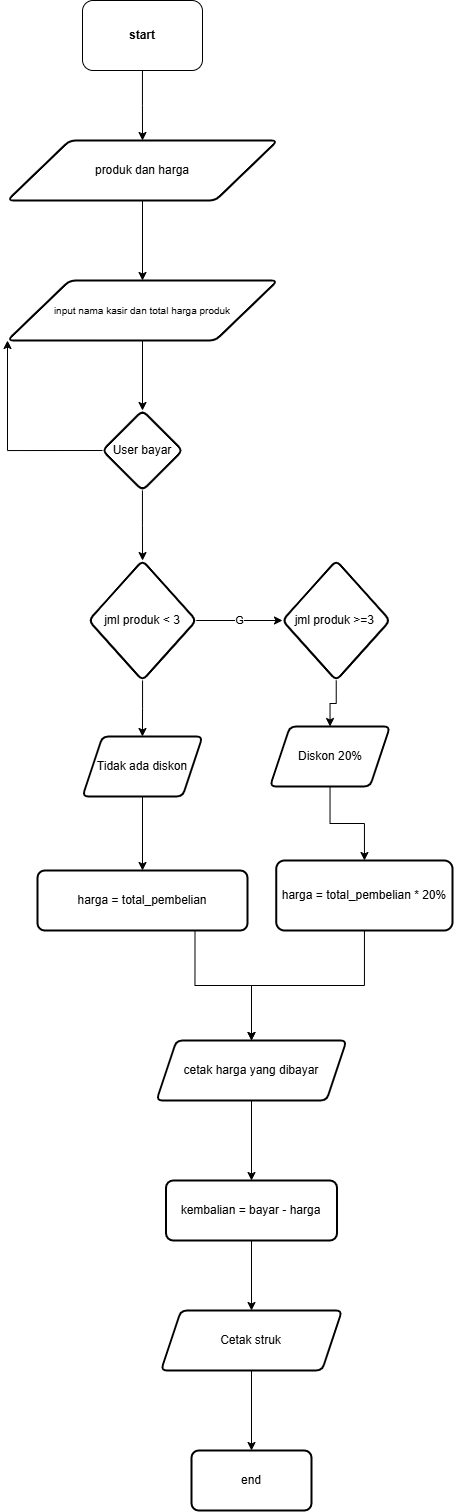 start
produk dan harga
input nama kasir dan total harga produk
User bayar
jml produk < 3
G
jml produk >=3
Tidak ada diskon
Diskon 20%
harga = total_pembelian
harga = total_pembelian * 20%
cetak harga yang dibayar
kembalian = bayar - harga
Cetak struk
end